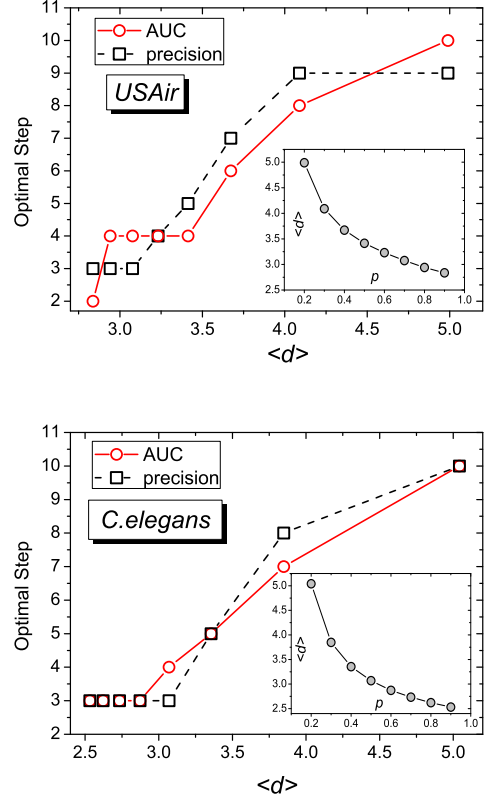 11
10
9
8
7
6
5
4
3
2
Optimal Step
AUC
precision
USAir
5.0
4.5
4.0
3.5
3.0
2.5
<d>
0.2 0.4 0.6 0.8 1.0
p
3.0 3.5 4.0 4.5 5.0
<d>
11
10
9
8
7
6
5
4
3
2
Optimal Step
AUC
precision
C.elegans
5.0
4.5
4.0
3.5
3.0
2.5
<d>
0.2 0.4 0.6 0.8 1.0
p
2.5 3.0 3.5 4.0 4.5 5.0
<d>